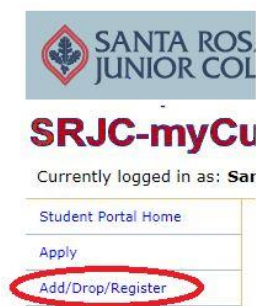 SANTA ROS
JUNIOR COL
SRJC-myCu
Currently logged in as: Sar
Student Portal Home
Apply
Add/Drop/Register